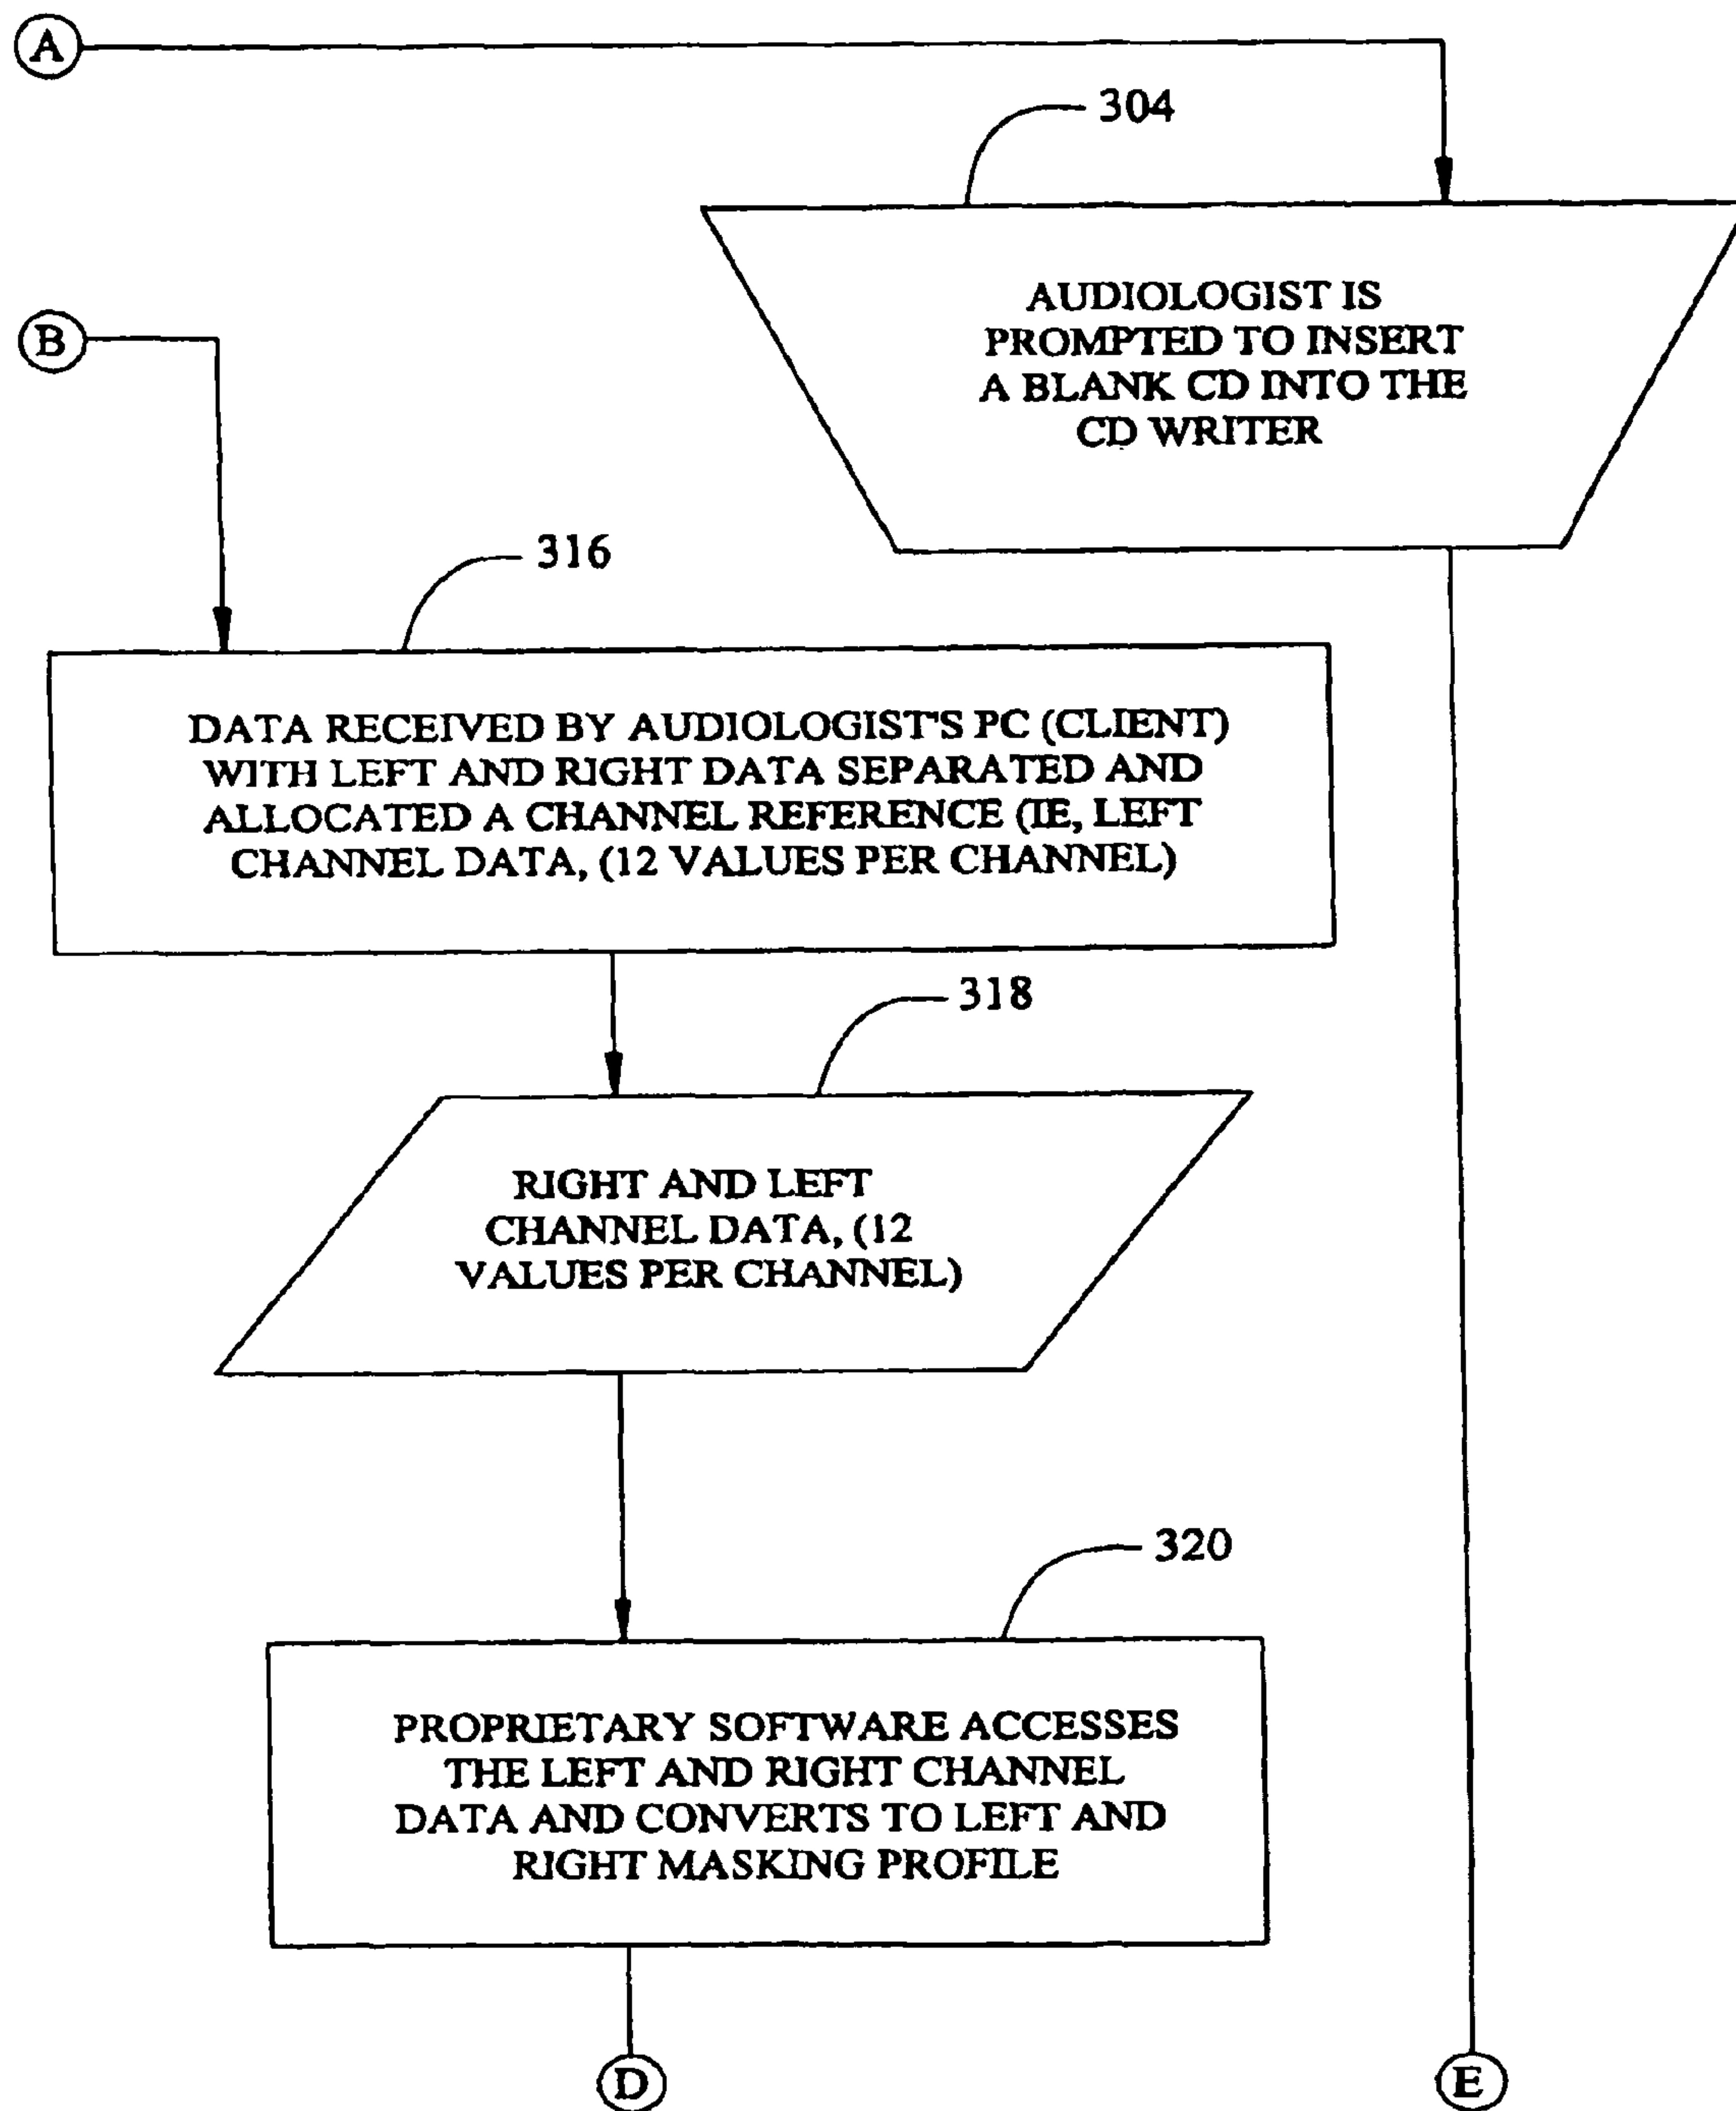 A
304
AUDIOLOGIST IS
PROMPTED TO INSERT
A BLANK CD INTO THE
CD WRITER
B
316
DATA RECEIVED BY AUDIOLOGIST'S PC (CLIENT)
WITH LEFT AND RIGHT DATA SEPARATED AND
ALLOCATED A CHANNEL REFERENCE (IE, LEFT
CHANNEL DATA, (12 VALUES PER CHANNEL)
318
RIGHT AND LEFT
CHANNEL DATA, (12
VALUES PER CHANNEL)
320
PROPRIETARY SOFTWARE ACCESSES
THE LEFT AND RIGHT CHANNEL
DATA AND CONVERTS TO LEFT AND
RIGHT MASKING PROFILE
D
E